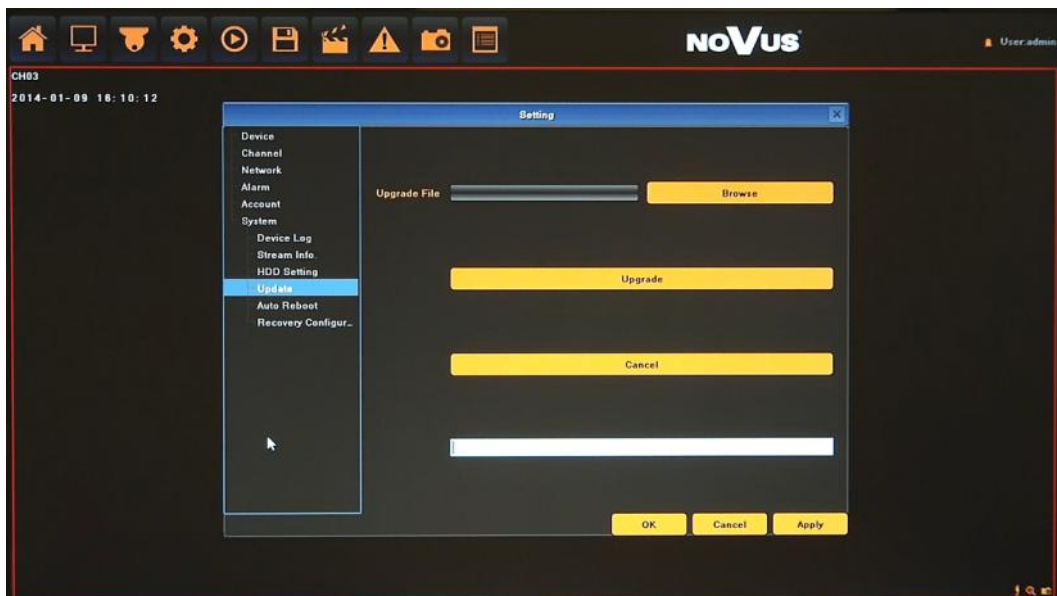 NOVUS
User:admin
CH03
2014-01-09 16:10:12
Setting
Device
Channel
Network
Alarm
Account
System
Device Log
Stream Info.
HDD Setting
Update
Auto Reboot
Recovery Configur…
Upgrade File
Browse
Upgrade
Cancel
OK
Cancel
Apply